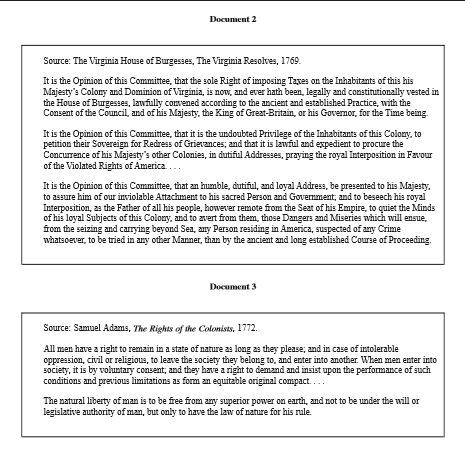 Document 2
Source: The Virginia House of Burgesses, The Virginia Resolves, 1769.
It is the Opinion of this Committee, that the sole Right of imposing Taxes on the Inhabitants of this his
Majesty's Colony and Dominion of Virginia, is now, and ever hath been, legally and constitutionally vested in
the House of Burgesses, lawfully convened according to the ancient and established Practice, with the
Consent of the Council, and of his Majesty, the King of Great-Britain, or his Governor, for the Time being.
It is the Opinion of this Committee, that it is the undoubted Privilege of the Inhabitants of this Colony, to
petition their Sovereign for Redress of Grievances; and that it is lawful and expedient to procure the
Concurrence of his Majesty's other Colonies, in dutiful Addresses, praying the royal Interposition in Favour
of the Violated Rights of America. . . .
It is the Opinion of this Committee, that an humble, dutiful, and loyal Address, be presented to his Majesty,
to assure him of our inviolable Attachment to his sacred Person and Government; and to beseech his royal
Interposition, as the Father of all his people, however remote from the Seat of his Empire, to quiet the Minds
of his loyal Subjects of this Colony, and to avert from them, those Dangers and Miseries which will ensue,
from the seizing and carrying beyond Sea, any Person residing in America, suspected of any Crime
whatsoever, to be tried in any other Manner, than by the ancient and long established Course of Proceeding.
Document 3
Source: Samuel Adams, The Rights of the Colonists, 1772.
All men have a right to remain in a state of nature as long as they please; and in case of intolerable
oppression, civil or religious, to leave the society they belong to, and enter into another. When men enter into
society, it is by voluntary consent; and they have a right to demand and insist upon the performance of such
conditions and previous limitations as form an equitable original compact. . . .
The natural liberty of man is to be free from any superior power on earth, and not to be under the will or
legislative authority of man, but only to have the law of nature for his rule.